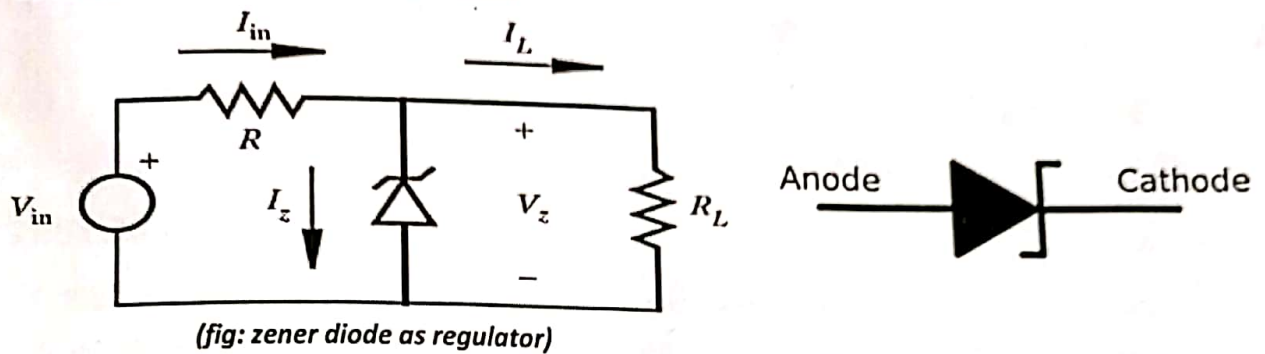 I_in
I_L
R
+
+
V_in
I_z
V_z
R_L
−
(fig: zener diode as regulator)
Anode
Cathode